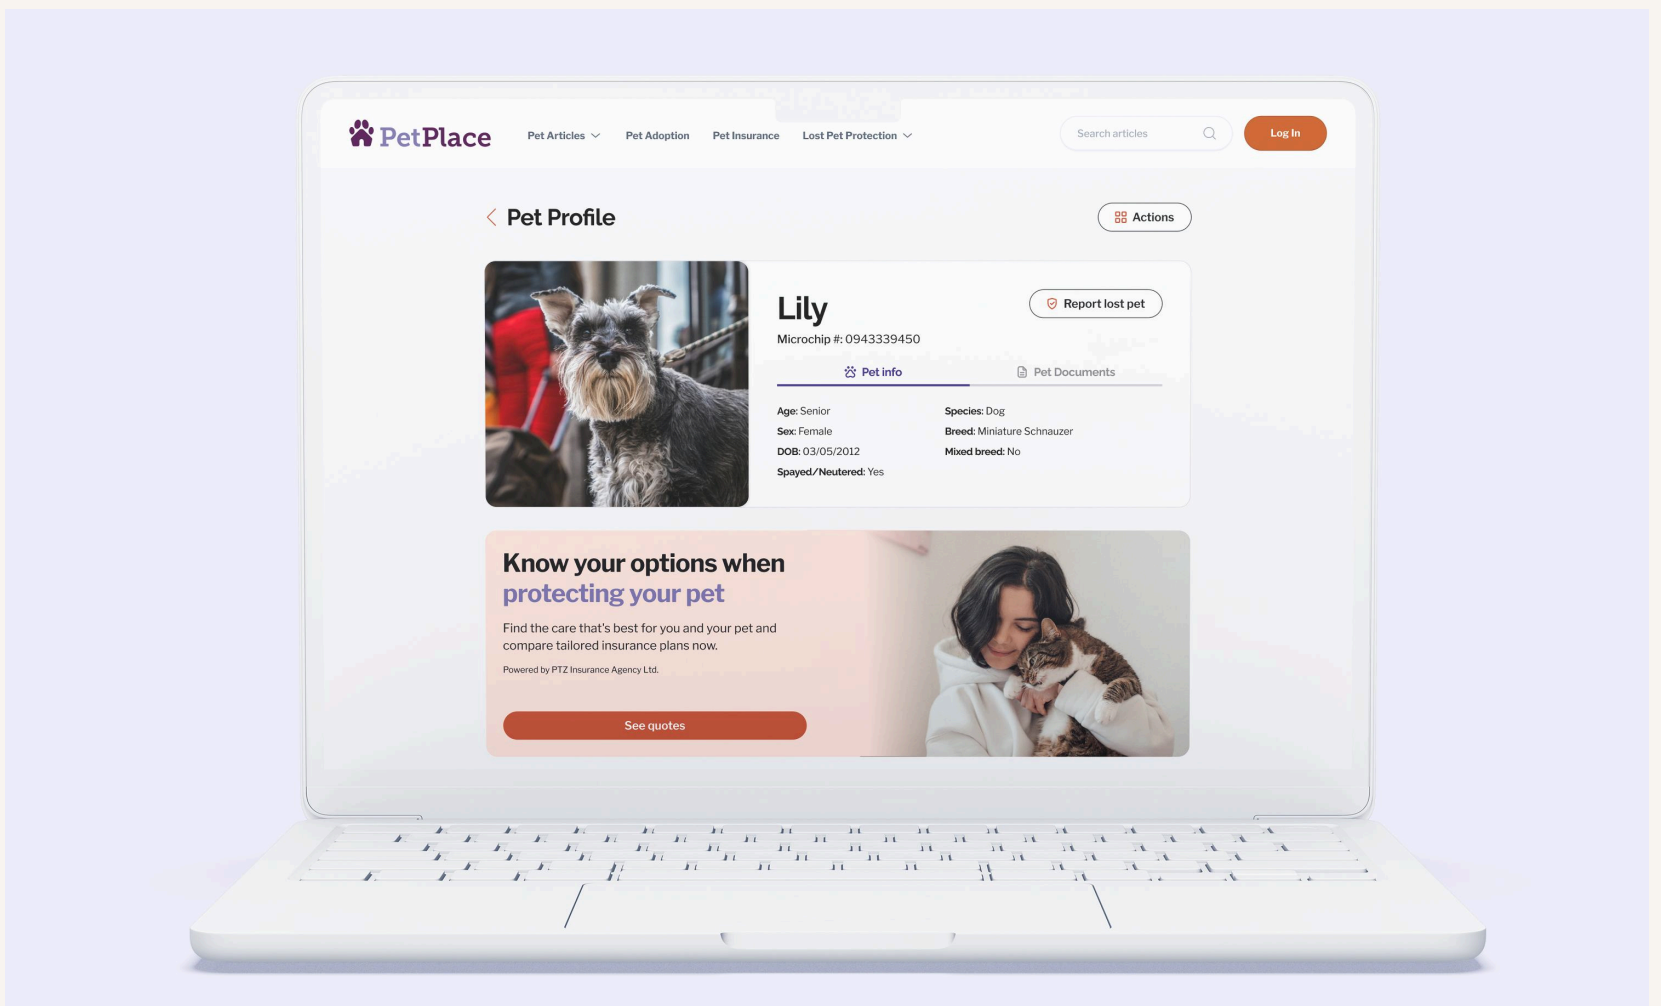 PetPlace
Pet Articles
Pet Adoption
Pet Insurance
Lost Pet Protection
Search articles
Log In
Pet Profile
Actions
Lily
Report lost pet
Microchip #: 0943339450
Pet info
Pet Documents
Age: Senior
Species: Dog
Sex: Female
Breed: Miniature Schnauzer
DOB: 03/05/2012
Mixed breed: No
Spayed/Neutered: Yes
Know your options when
protecting your pet
Find the care that's best for you and your pet and
compare tailored insurance plans now.
Powered by PTZ Insurance Agency Ltd.
See quotes